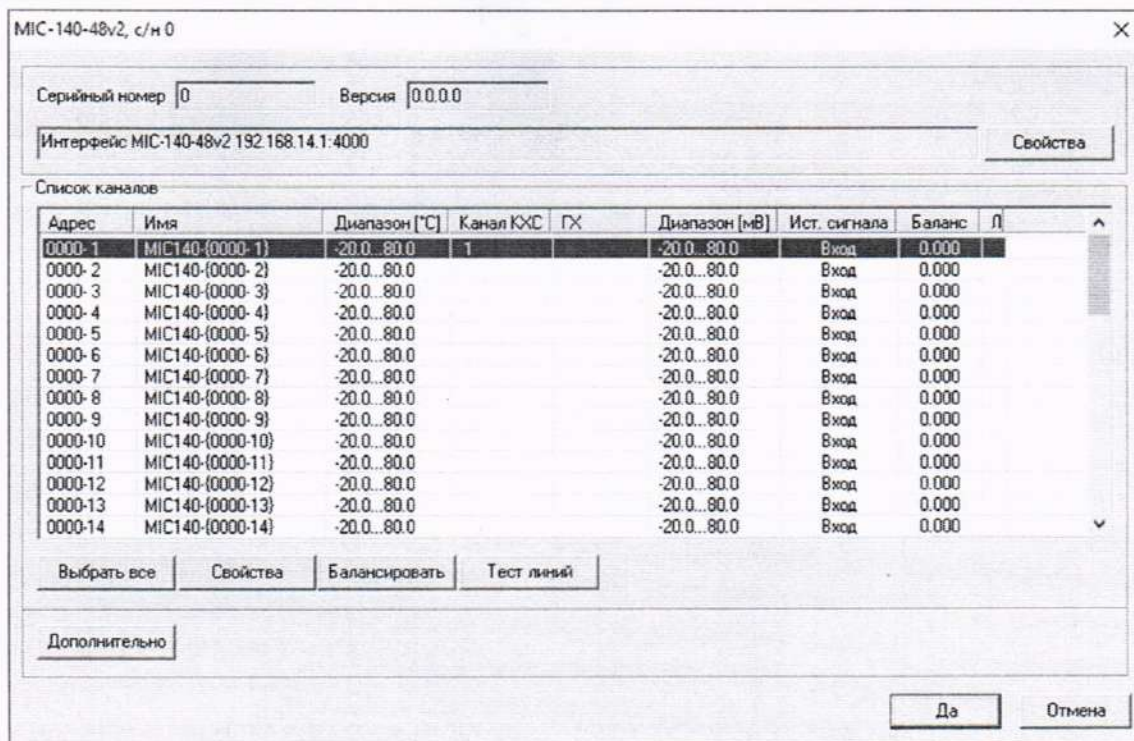 MIC-140-48v2, с/н 0
Серийный номер 0 Версия 0.0.0.0
Интерфейс MIC-140-48v2 192.168.14.1:4000 Свойства
Список каналов
Адрес Имя Диапазон [°C] Канал КХС ГХ Диапазон [мВ] Ист. сигнала Баланс Л
0000- 1 MIC140-{0000- 1} -20.0...80.0 1 -20.0...80.0 Вход 0.000
0000- 2 MIC140-{0000- 2} -20.0...80.0 -20.0...80.0 Вход 0.000
0000- 3 MIC140-{0000- 3} -20.0...80.0 -20.0...80.0 Вход 0.000
0000- 4 MIC140-{0000- 4} -20.0...80.0 -20.0...80.0 Вход 0.000
0000- 5 MIC140-{0000- 5} -20.0...80.0 -20.0...80.0 Вход 0.000
0000- 6 MIC140-{0000- 6} -20.0...80.0 -20.0...80.0 Вход 0.000
0000- 7 MIC140-{0000- 7} -20.0...80.0 -20.0...80.0 Вход 0.000
0000- 8 MIC140-{0000- 8} -20.0...80.0 -20.0...80.0 Вход 0.000
0000- 9 MIC140-{0000- 9} -20.0...80.0 -20.0...80.0 Вход 0.000
0000-10 MIC140-{0000-10} -20.0...80.0 -20.0...80.0 Вход 0.000
0000-11 MIC140-{0000-11} -20.0...80.0 -20.0...80.0 Вход 0.000
0000-12 MIC140-{0000-12} -20.0...80.0 -20.0...80.0 Вход 0.000
0000-13 MIC140-{0000-13} -20.0...80.0 -20.0...80.0 Вход 0.000
0000-14 MIC140-{0000-14} -20.0...80.0 -20.0...80.0 Вход 0.000
Выбрать все Свойства Балансировать Тест линий
Дополнительно
Да Отмена